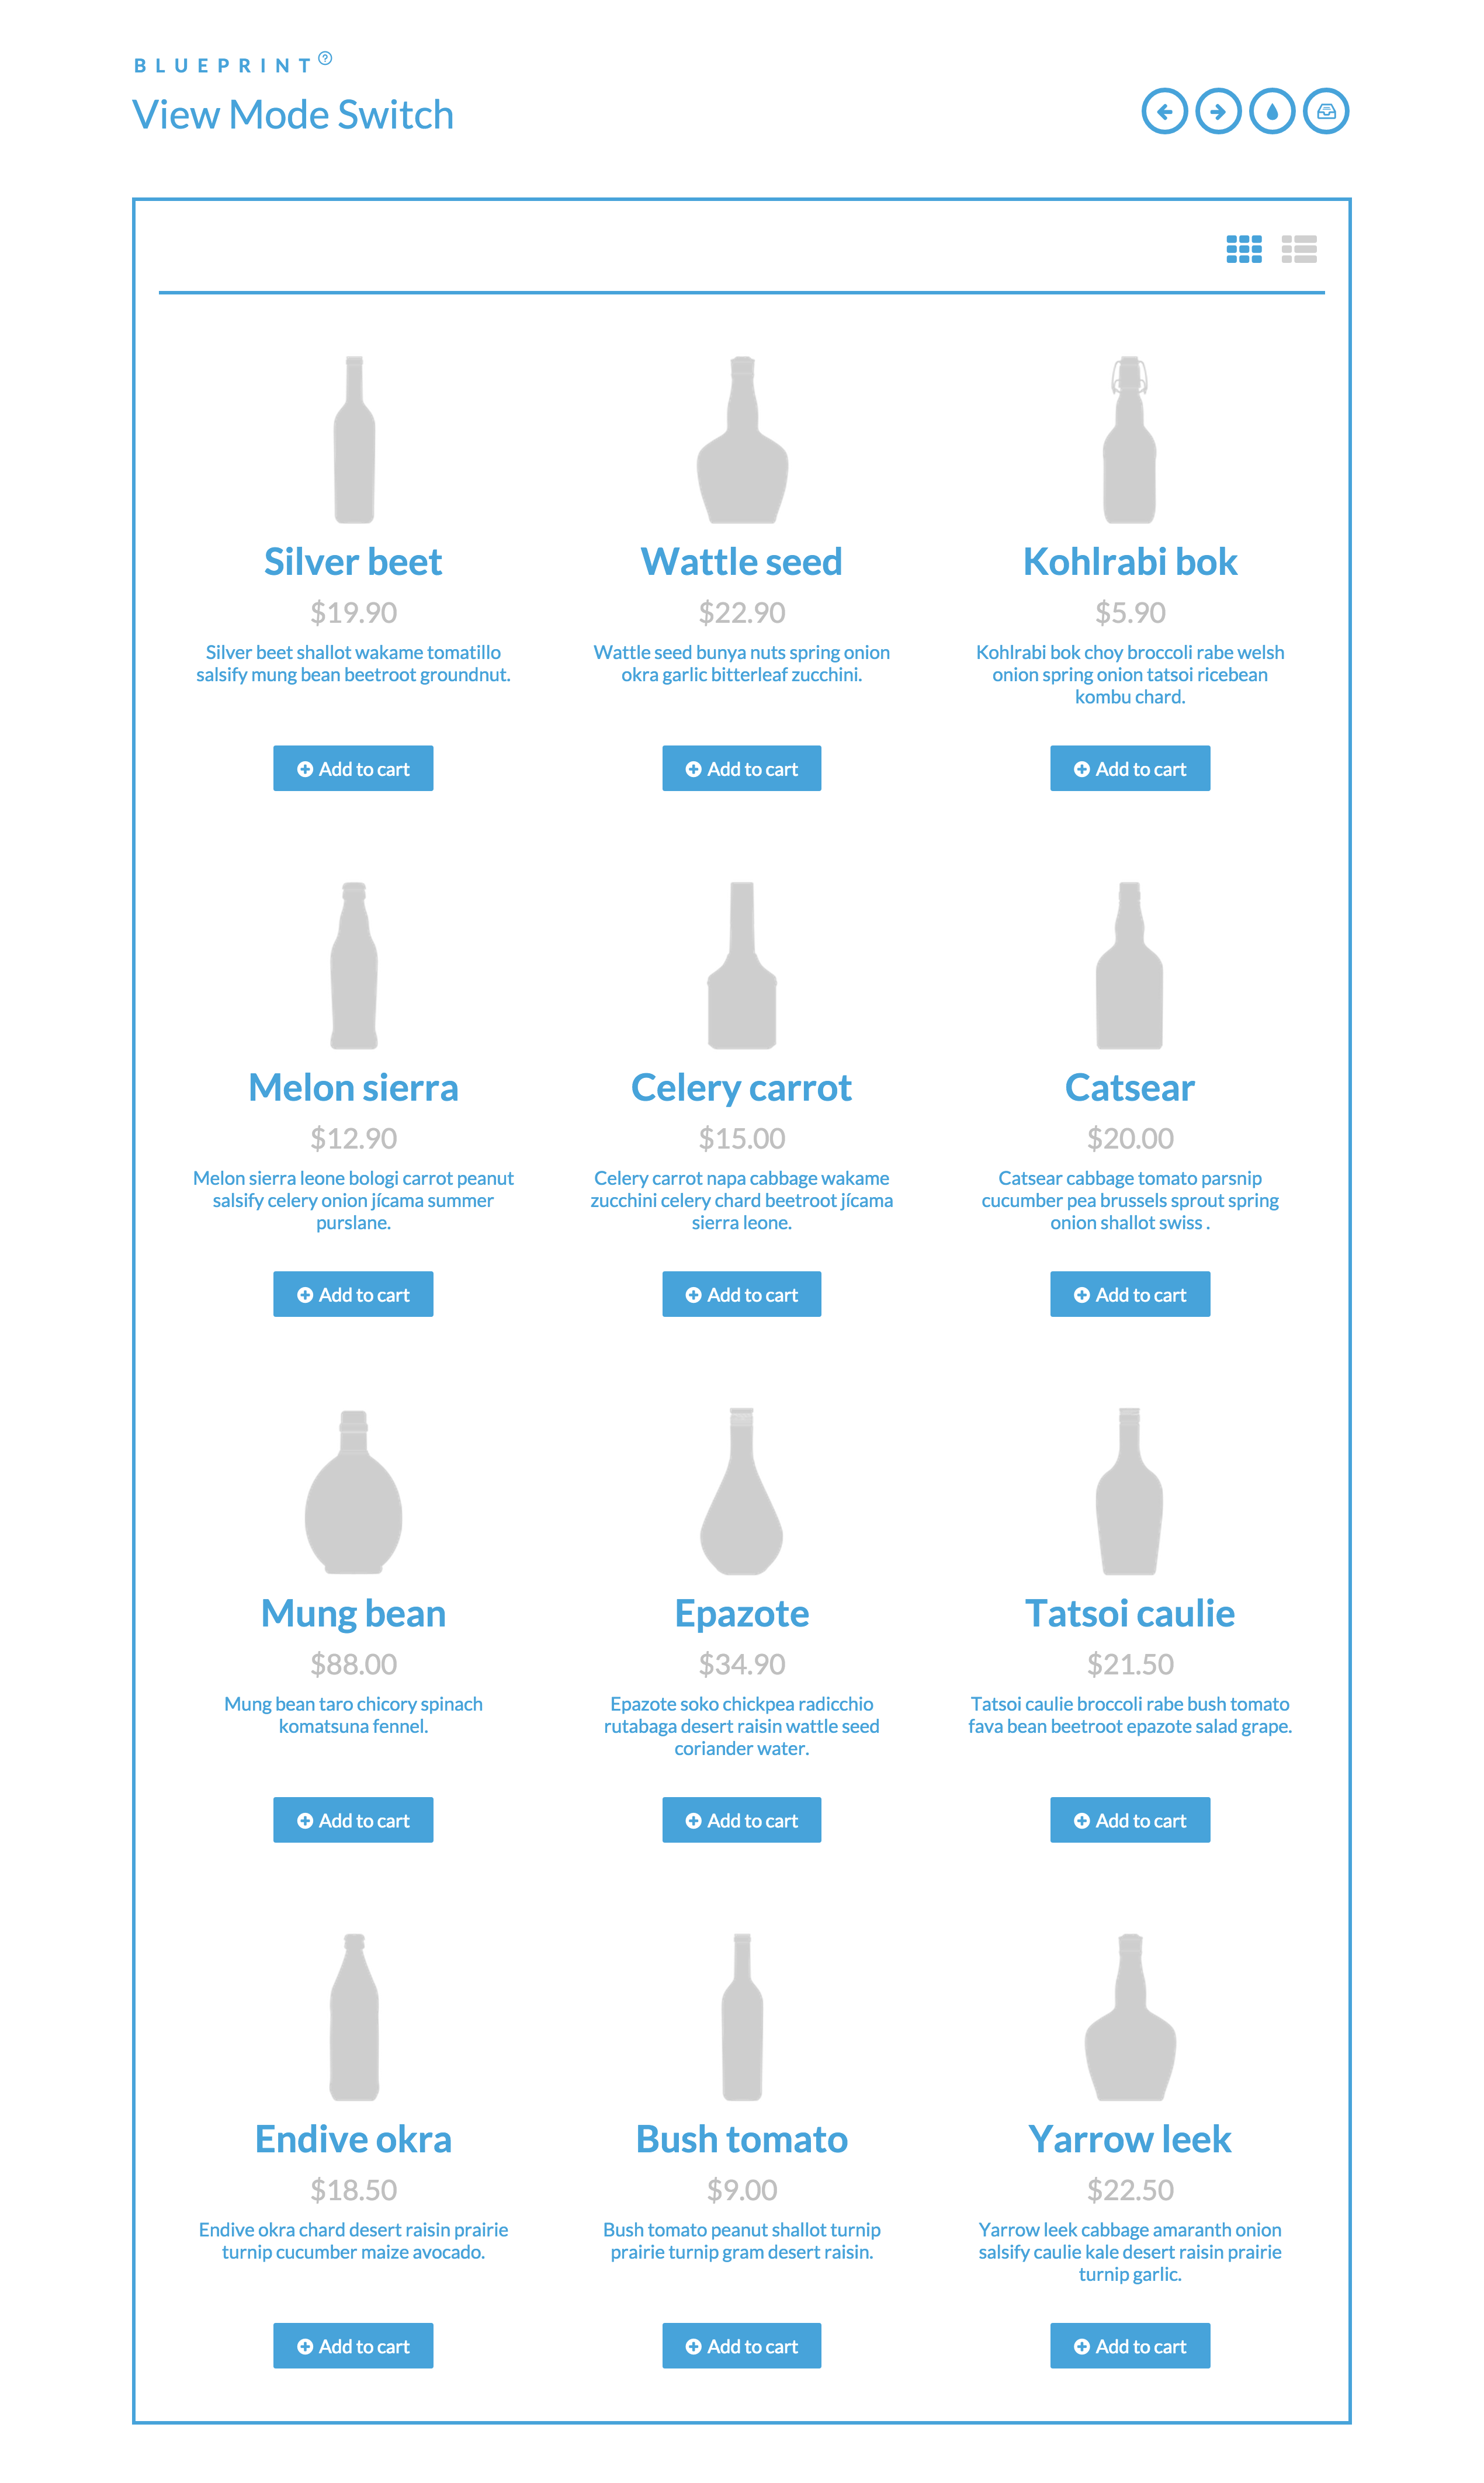 BLUEPRINT
View Mode Switch
Silver beet
$19.90
Silver beet shallot wakame tomatillo
salsify mung bean beetroot groundnut.
Add to cart
Wattle seed
$22.90
Wattle seed bunya nuts spring onion
okra garlic bitterleaf zucchini.
Add to cart
Kohlrabi bok
$5.90
Kohlrabi bok choy broccoli rabe welsh
onion spring onion tatsoi ricebean
kombu chard.
Add to cart
Melon sierra
$12.90
Melon sierra leone bologi carrot peanut
salsify celery onion jícama summer
purslane.
Add to cart
Celery carrot
$15.00
Celery carrot napa cabbage wakame
zucchini celery chard beetroot jícama
sierra leone.
Add to cart
Catsear
$20.00
Catsear cabbage tomato parsnip
cucumber pea brussels sprout spring
onion shallot swiss .
Add to cart
Mung bean
$88.00
Mung bean taro chicory spinach
komatsuna fennel.
Add to cart
Epazote
$34.90
Epazote soko chickpea radicchio
rutabaga desert raisin wattle seed
coriander water.
Add to cart
Tatsoi caulie
$21.50
Tatsoi caulie broccoli rabe bush tomato
fava bean beetroot epazote salad grape.
Add to cart
Endive okra
$18.50
Endive okra chard desert raisin prairie
turnip cucumber maize avocado.
Add to cart
Bush tomato
$9.00
Bush tomato peanut shallot turnip
prairie turnip gram desert raisin.
Add to cart
Yarrow leek
$22.50
Yarrow leek cabbage amaranth onion
salsify caulie kale desert raisin prairie
turnip garlic.
Add to cart